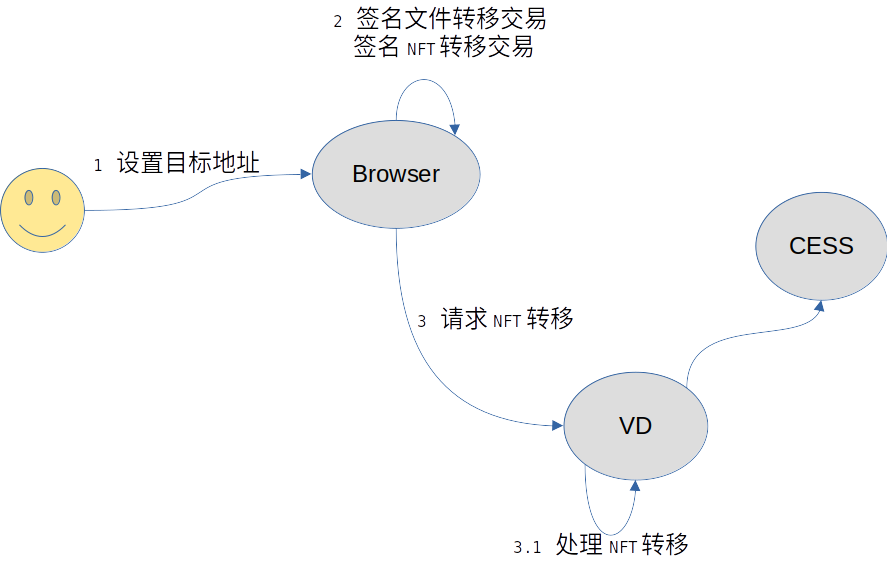 2 签名文件转移交易
签名 NFT 转移交易
1 设置目标地址
Browser
CESS
3 请求 NFT 转移
VD
3.1 处理 NFT 转移